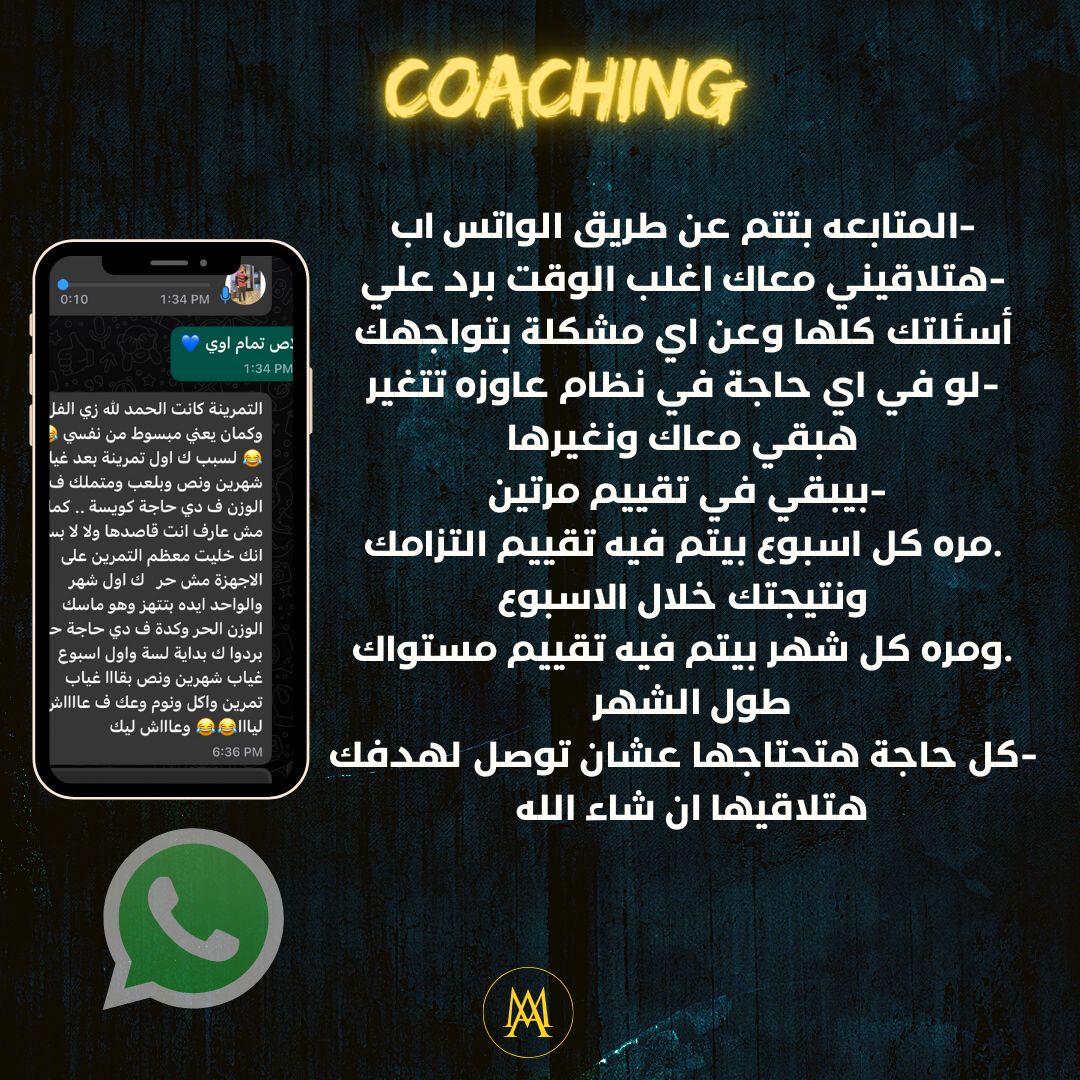 COACHING
-المتابعه بتتم عن طريق الواتس اب
-هتلاقيني معاك اغلب الوقت برد علي
أسئلتك كلها وعن اي مشكلة بتواجهك
-لو في اي حاجة في نظام عاوزه تتغير
هبقي معاك ونغيرها
-بيبقي في تقييم مرتين
.مره كل اسبوع بيتم فيه تقييم التزامك
ونتيجتك خلال الاسبوع
.ومره كل شهر بيتم فيه تقييم مستواك
طول الشهر
-كل حاجة هتحتاجها عشان توصل لهدفك
هتلاقيها ان شاء الله
0:10 1:34 PM
تمام اوي 💙
1:34 PM
التمرينة كانت الحمد لله زي الفل
وكمان يعني مبسوط من نفسي
😂 لسبب ك اول تمرينة بعد
شهرين ونص وبلعب ومتملك ف
الوزن ف دي حاجة كويسة ..
مش عارف انت قاصدها ولا لا
انك خليت معظم التمرين على
الاجهزة مش حر ك اول شهر
والواحد ايده بتتهز وهو ماسك
الوزن الحر وكدة ف دي حاجة
بردوا ك بداية لسة واول اسبوع
غياب شهرين ونص بقااا غياب
تمرين واكل ونوم وعك ف
لياااا😂😂 وعاااش ليك
6:36 PM